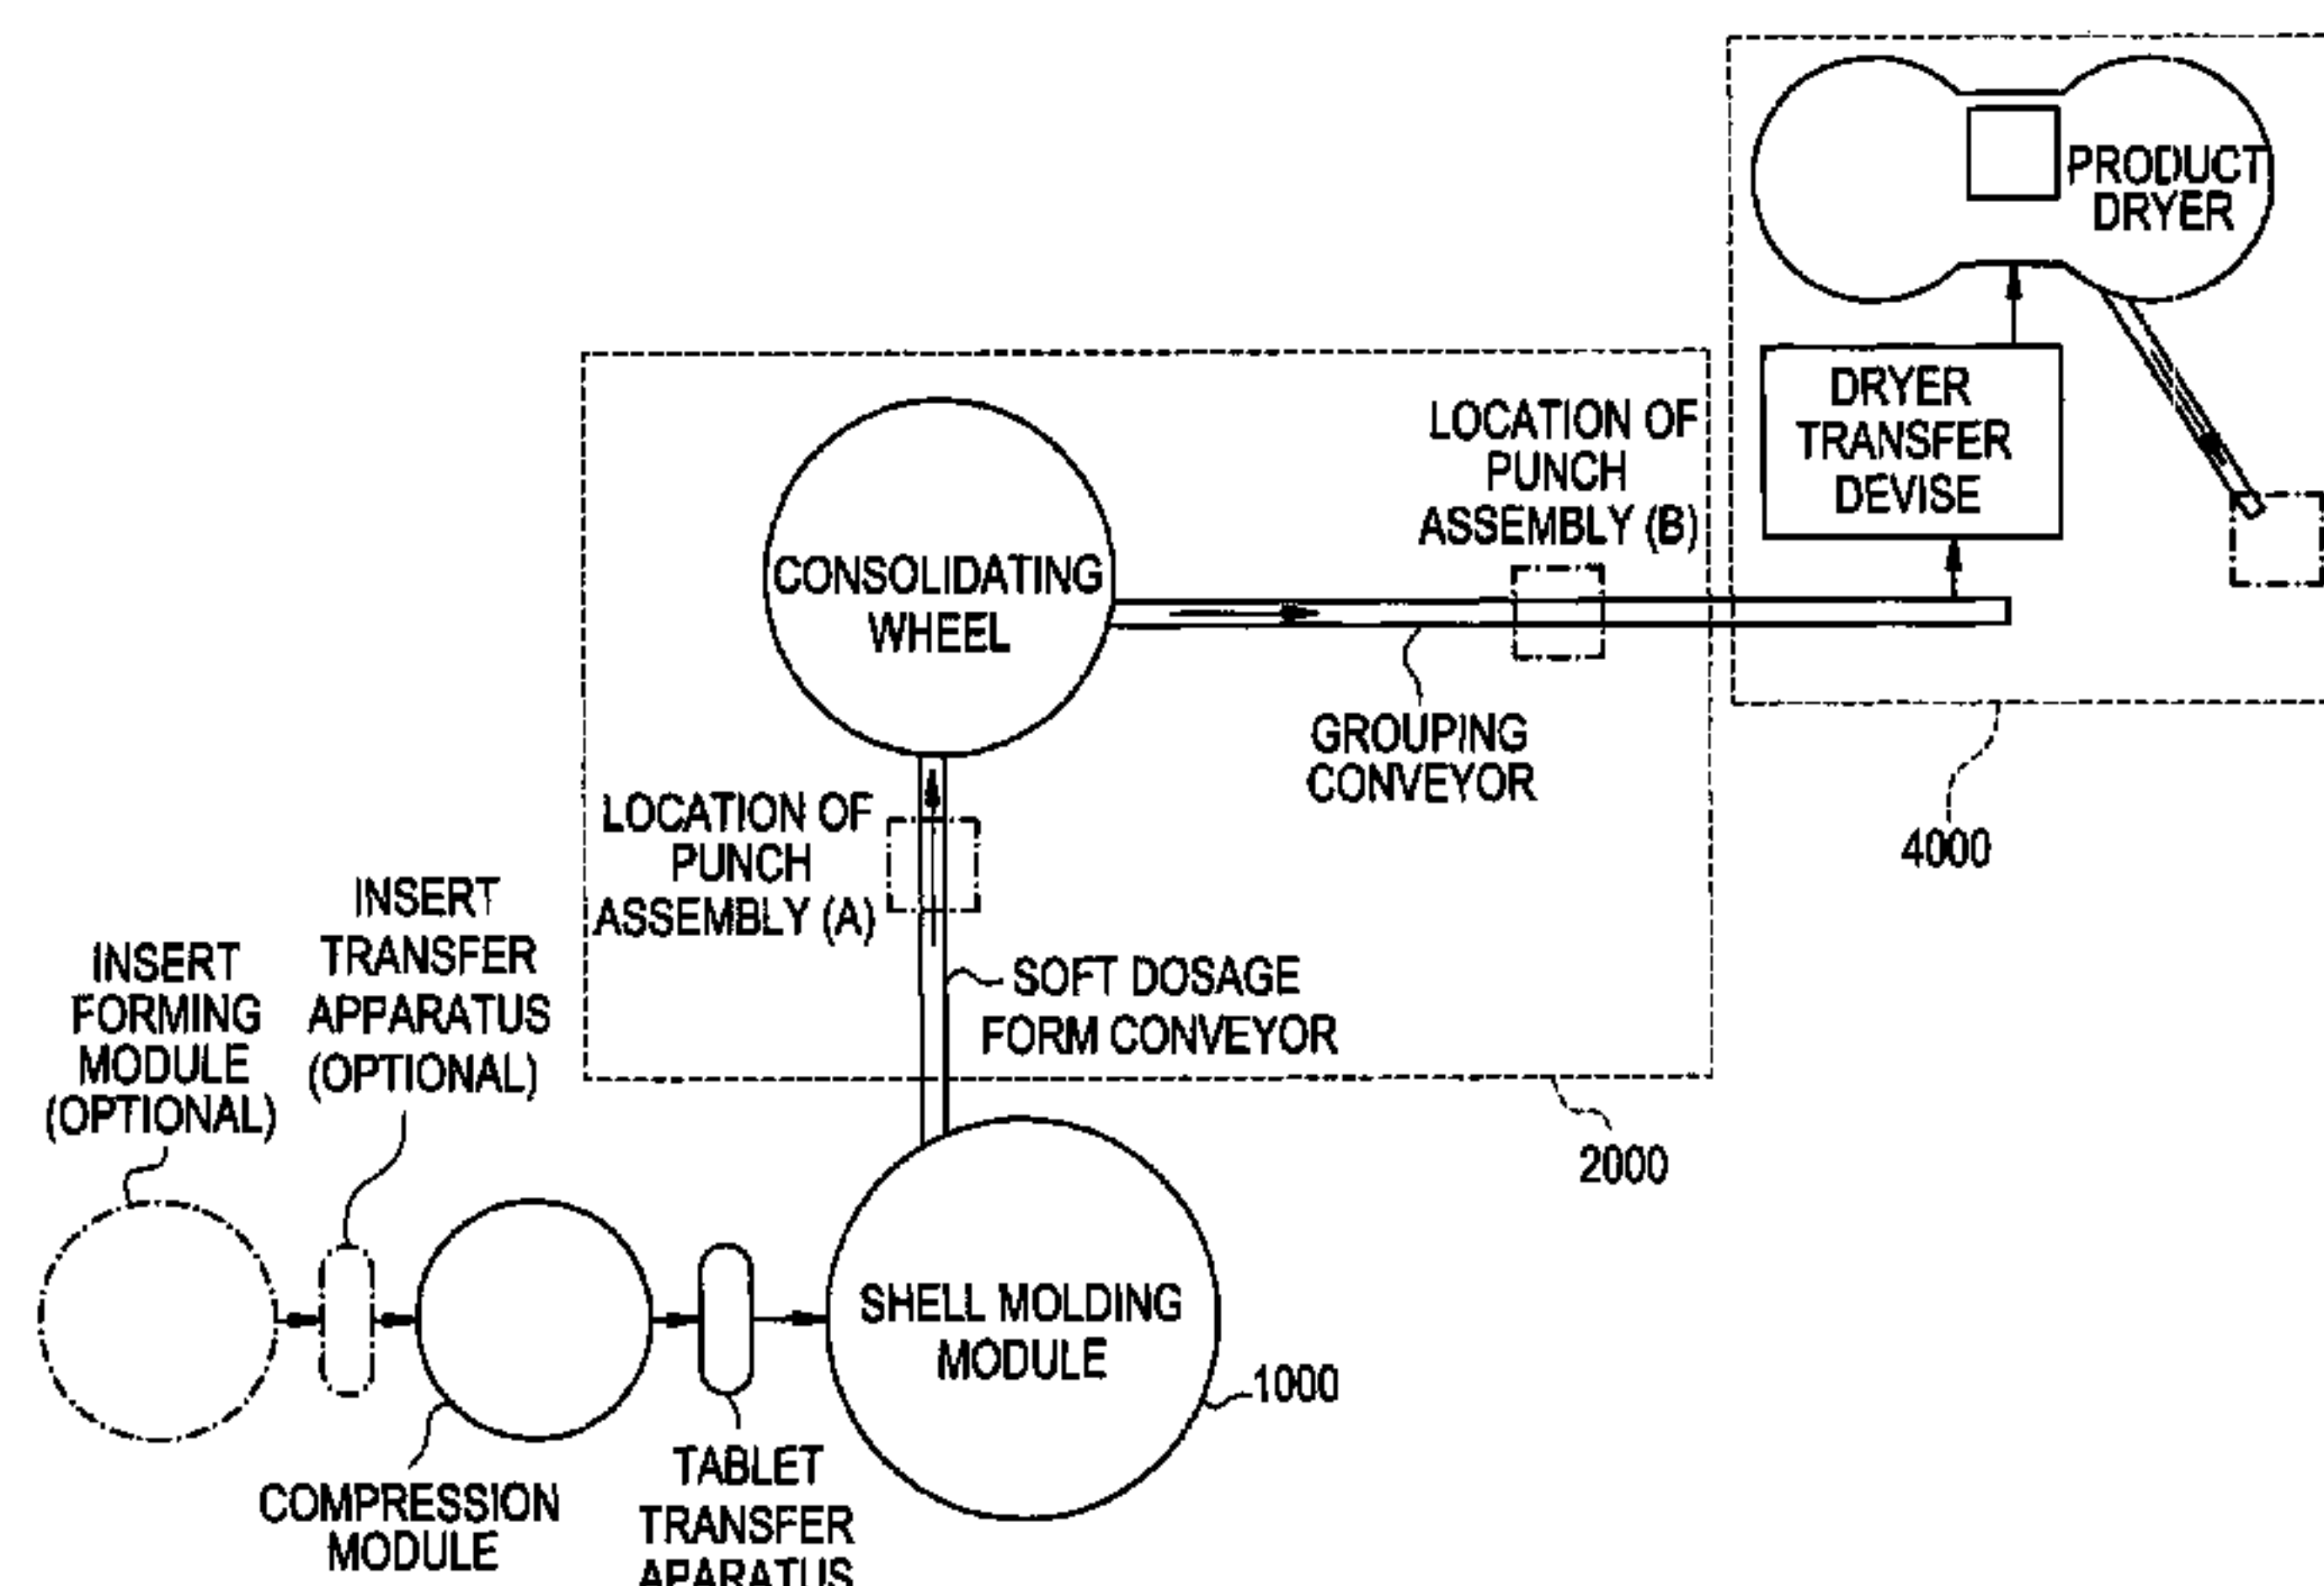 PRODUCT
DRYER
DRYER
TRANSFER
DEVISE
LOCATION OF
PUNCH
ASSEMBLY (B)
CONSOLIDATING
WHEEL
GROUPING
CONVEYOR
4000
LOCATION OF
PUNCH
ASSEMBLY (A)
SOFT DOSAGE
FORM CONVEYOR
2000
INSERT
FORMING
MODULE
(OPTIONAL)
INSERT
TRANSFER
APPARATUS
(OPTIONAL)
SHELL MOLDING
MODULE
1000
COMPRESSION
MODULE
TABLET
TRANSFER
APARATUS